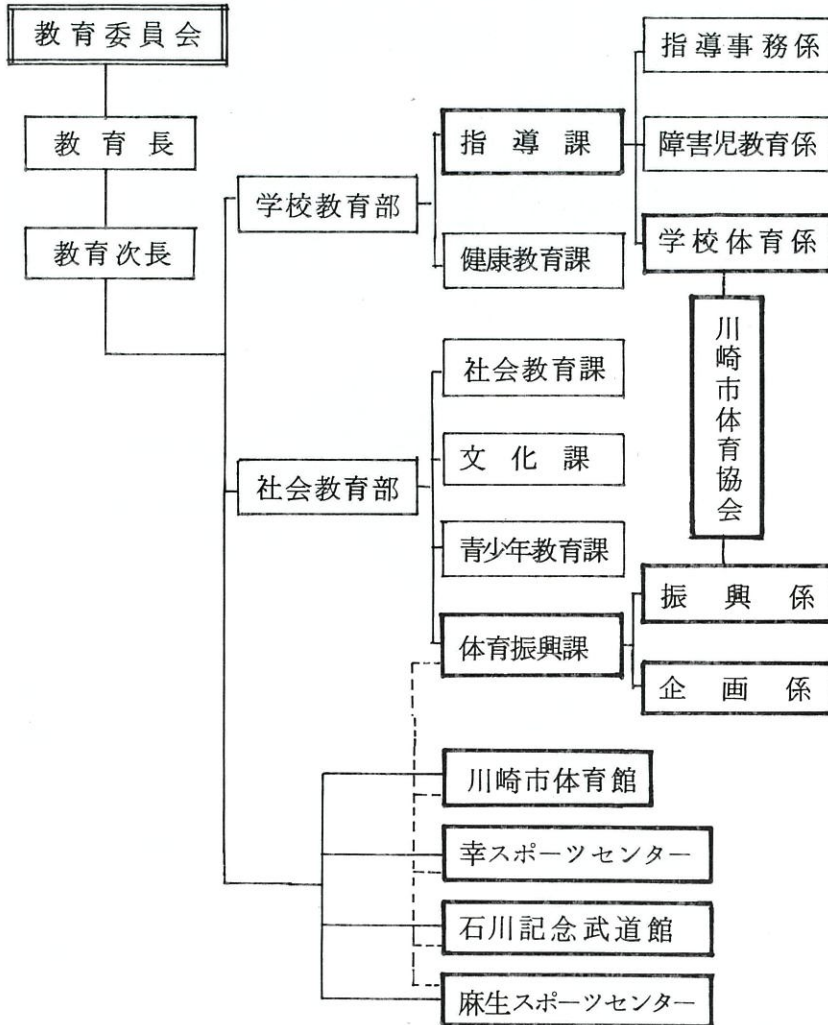 教育委員会
教育長
教育次長
学校教育部
指導課
指導事務係
障害児教育係
学校体育係
健康教育課
川崎市体育協会
社会教育部
社会教育課
文化課
青少年教育課
体育振興課
振興係
企画係
川崎市体育館
幸スポーツセンター
石川記念武道館
麻生スポーツセンター